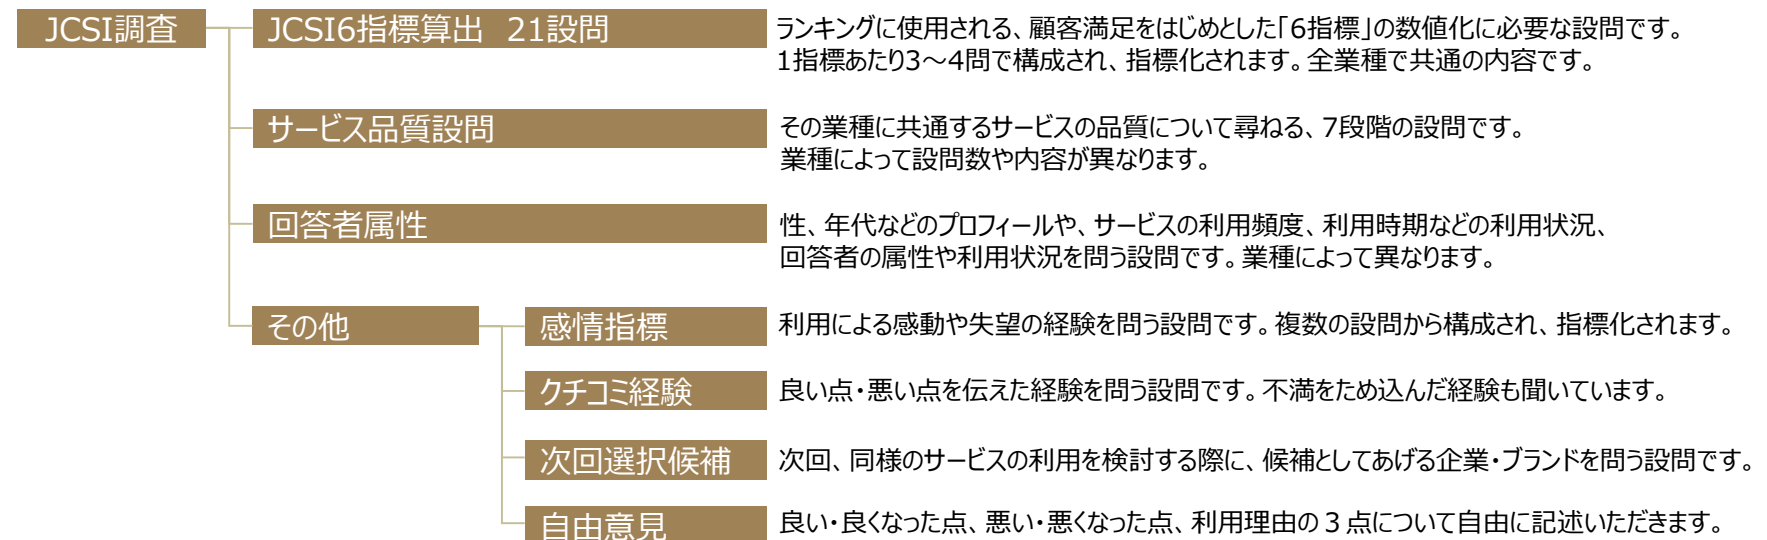 JCSI調査
JCSI6指標算出 21設問
ランキングに使用される、顧客満足をはじめとした「6指標」の数値化に必要な設問です。
1指標あたり3～4問で構成され、指標化されます。全業種で共通の内容です。
サービス品質設問
その業種に共通するサービスの品質について尋ねる、7段階の設問です。
業種によって設問数や内容が異なります。
回答者属性
性、年代などのプロフィールや、サービスの利用頻度、利用時期などの利用状況、
回答者の属性や利用状況を問う設問です。業種によって異なります。
その他
感情指標
利用による感動や失望の経験を問う設問です。複数の設問から構成され、指標化されます。
クチコミ経験
良い点・悪い点を伝えた経験を問う設問です。不満をため込んだ経験も聞いています。
次回選択候補
次回、同様のサービスの利用を検討する際に、候補としてあげる企業・ブランドを問う設問です。
自由意見
良い・良くなった点、悪い・悪くなった点、利用理由の３点について自由に記述いただきます。